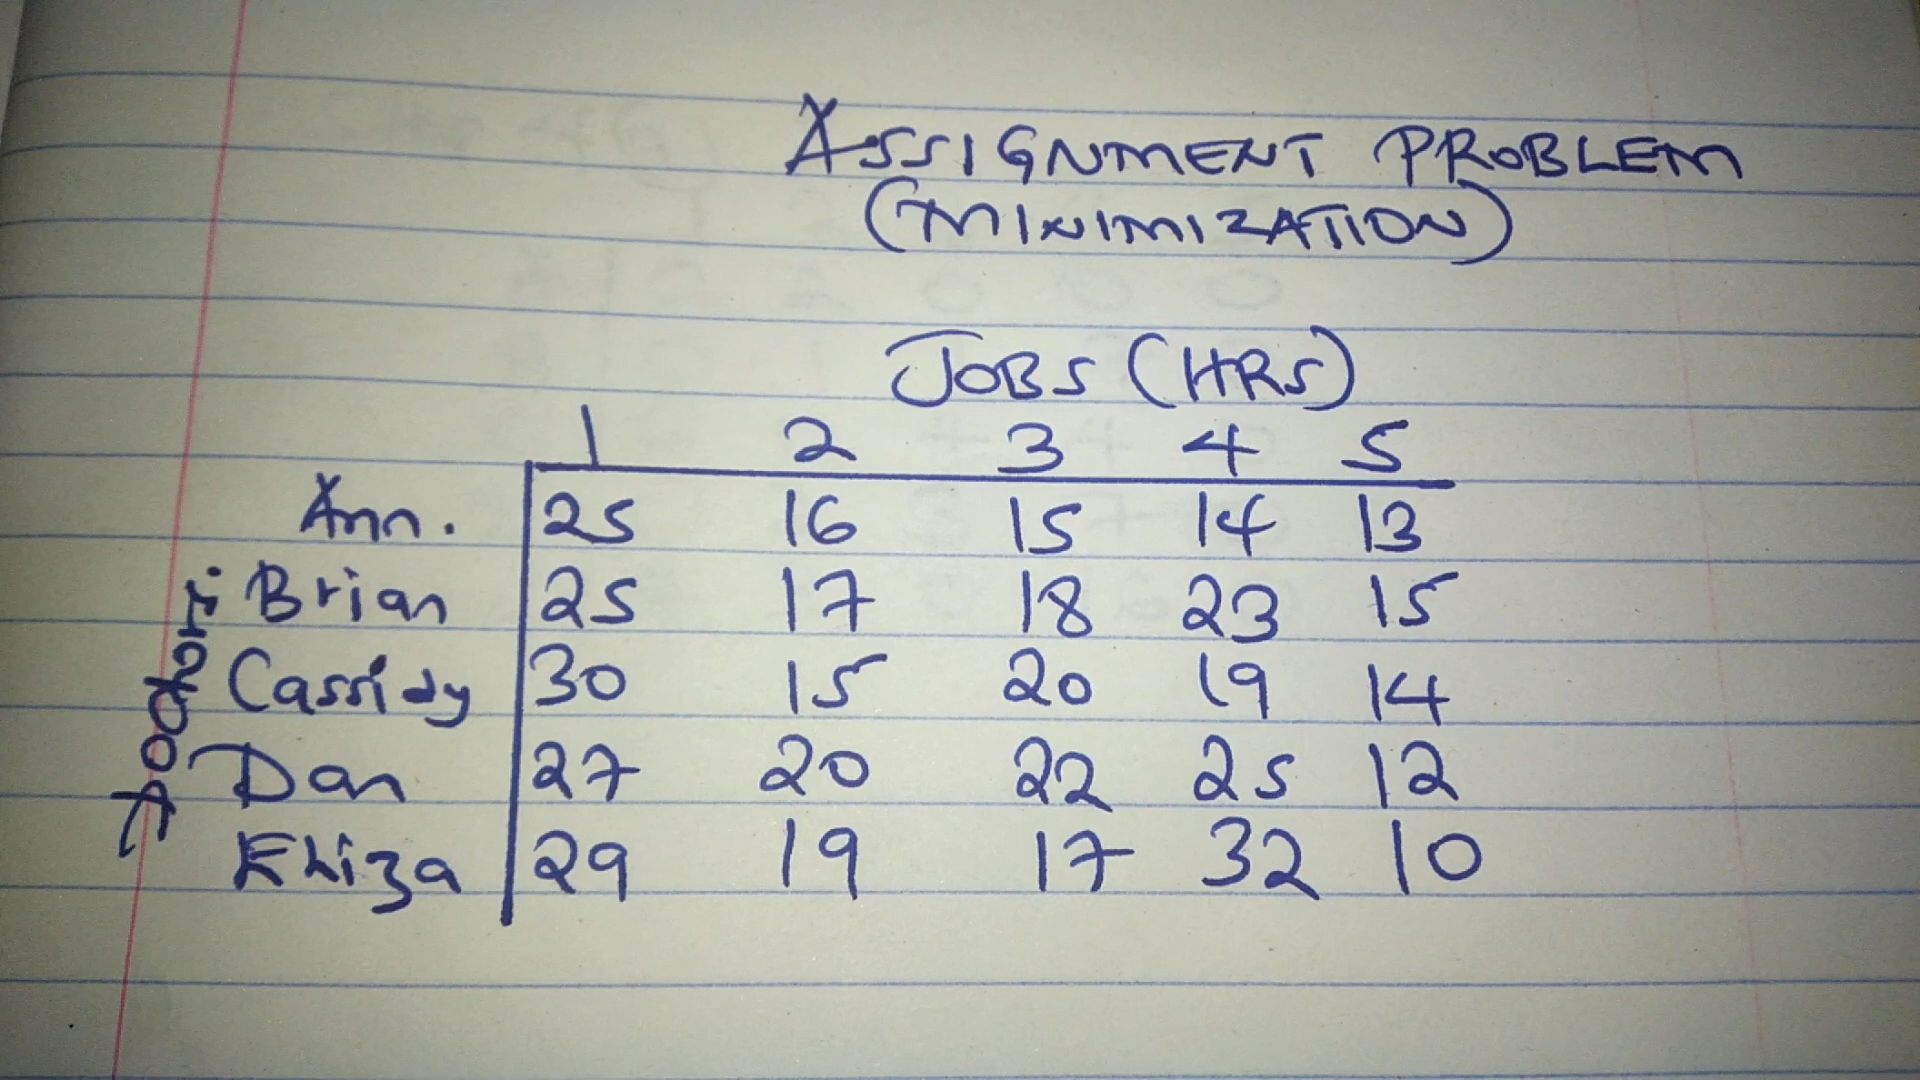 ASSIGNMENT PROBLEM
(MINIMIZATION)
JOBS (HRS)
1 2 3 4 5
Ann. 25 16 15 14 13
Brian 25 17 18 23 15
Cassidy 30 15 20 19 14
Dan 27 20 22 25 12
Eliza 29 19 17 32 10